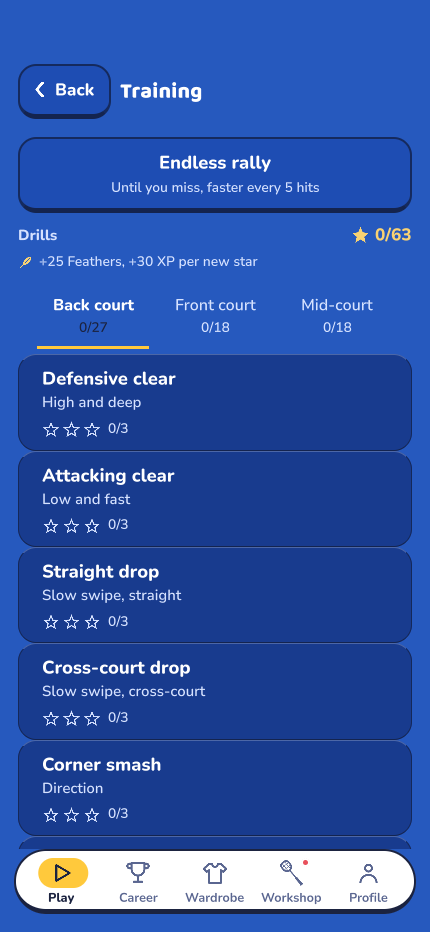 Back
Training
Endless rally
Until you miss, faster every 5 hits
Drills
0/63
+25 Feathers, +30 XP per new star
Back court
Front court
Mid-court
0/27
0/18
0/18
Defensive clear
High and deep
0/3
Attacking clear
Low and fast
0/3
Straight drop
Slow swipe, straight
0/3
Cross-court drop
Slow swipe, cross-court
0/3
Corner smash
Direction
0/3
Play
Career
Wardrobe
Workshop
Profile